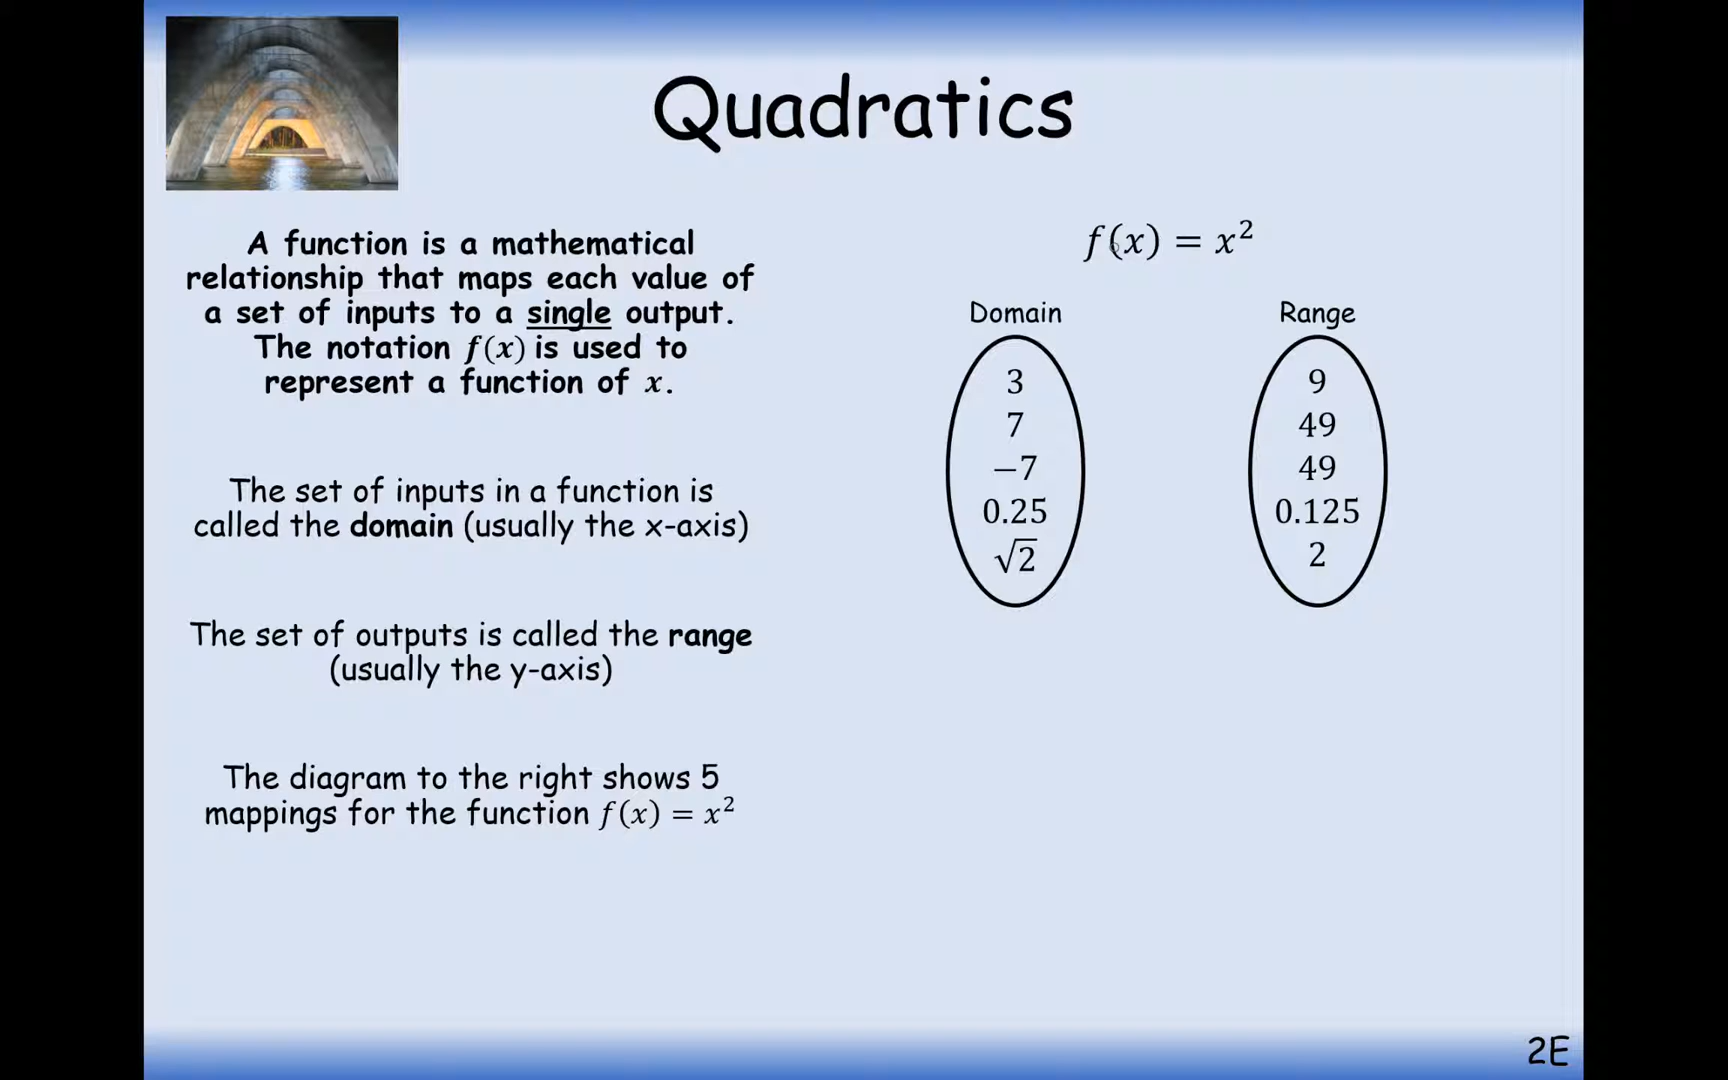 Quadratics
A function is a mathematical
relationship that maps each value of
a set of inputs to a single output.
The notation f(x) is used to
represent a function of x.
The set of inputs in a function is
called the domain (usually the x-axis)
The set of outputs is called the range
(usually the y-axis)
The diagram to the right shows 5
mappings for the function f(x) = x²
f(x) = x²
Domain
3
7
−7
0.25
√2
Range
9
49
49
0.125
2
2E